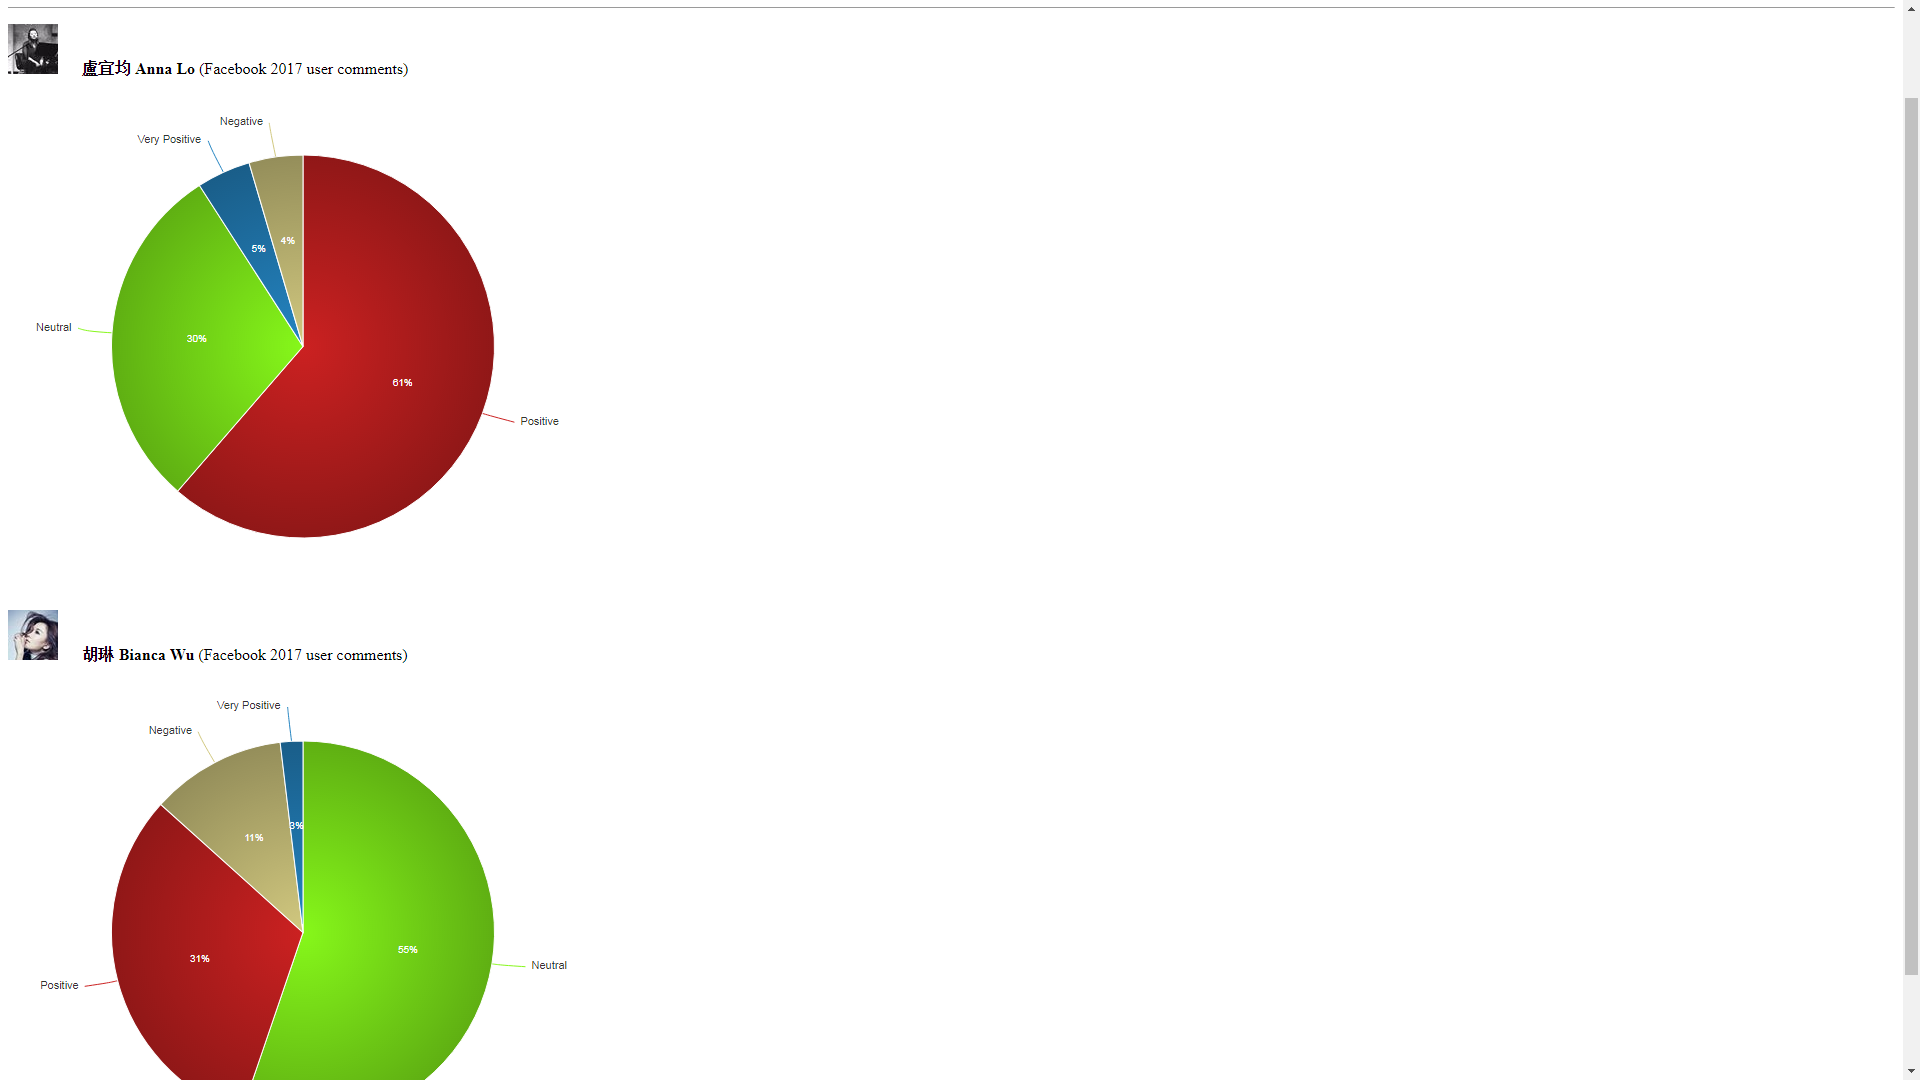 盧宜均 Anna Lo (Facebook 2017 user comments)
Negative
Very Positive
4%
5%
Neutral
30%
61%
Positive
胡琳 Bianca Wu (Facebook 2017 user comments)
Very Positive
Negative
3%
11%
55%
31%
Neutral
Positive